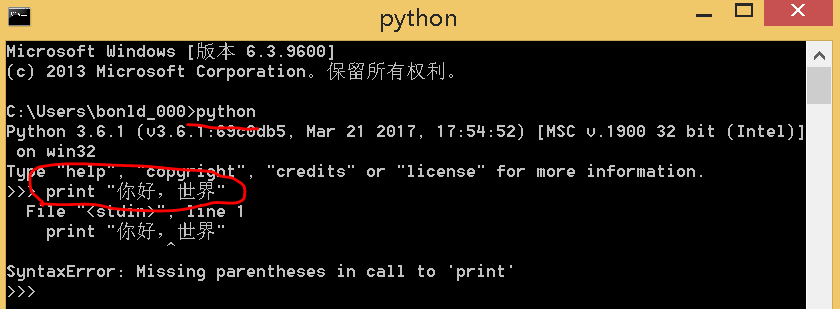 python
Microsoft Windows [版本 6.3.9600]
(c) 2013 Microsoft Corporation。保留所有权利。
C:\Users\bonld_000>python
Python 3.6.1 (v3.6.1:69c0db5, Mar 21 2017, 17:54:52) [MSC v.1900 32 bit (Intel)]
on win32
Type "help", "copyright", "credits" or "license" for more information.
>>> print "你好，世界"
File "<stdin>", line 1
print "你好，世界"
^
SyntaxError: Missing parentheses in call to 'print'
>>>